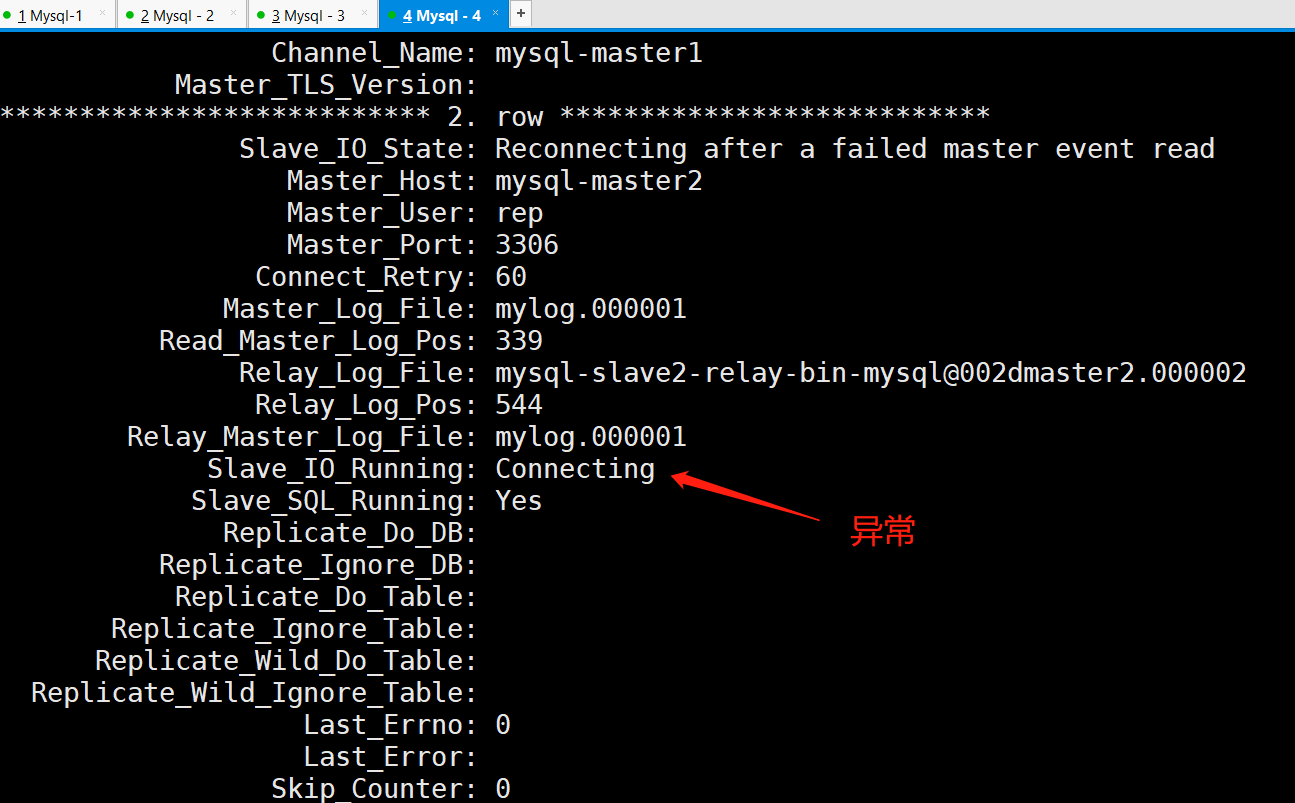 1 Mysql-1 × 2 Mysql - 2 × 3 Mysql - 3 × 4 Mysql - 4 × +
Channel_Name: mysql-master1
Master_TLS_Version:
*************************** 2. row ***************************
Slave_IO_State: Reconnecting after a failed master event read
Master_Host: mysql-master2
Master_User: rep
Master_Port: 3306
Connect_Retry: 60
Master_Log_File: mylog.000001
Read_Master_Log_Pos: 339
Relay_Log_File: mysql-slave2-relay-bin-mysql@002dmaster2.000002
Relay_Log_Pos: 544
Relay_Master_Log_File: mylog.000001
Slave_IO_Running: Connecting
Slave_SQL_Running: Yes
异常
Replicate_Do_DB:
Replicate_Ignore_DB:
Replicate_Do_Table:
Replicate_Ignore_Table:
Replicate_Wild_Do_Table:
Replicate_Wild_Ignore_Table:
Last_Errno: 0
Last_Error:
Skip_Counter: 0